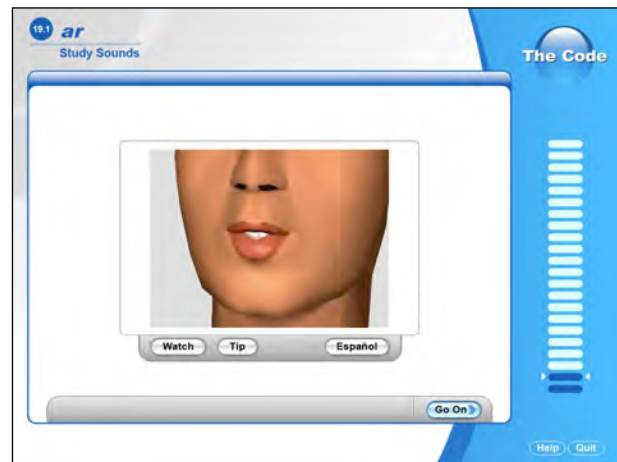 19.1 ar
Study Sounds
The Code
Watch
Tip
Español
Go On
Help
Quit